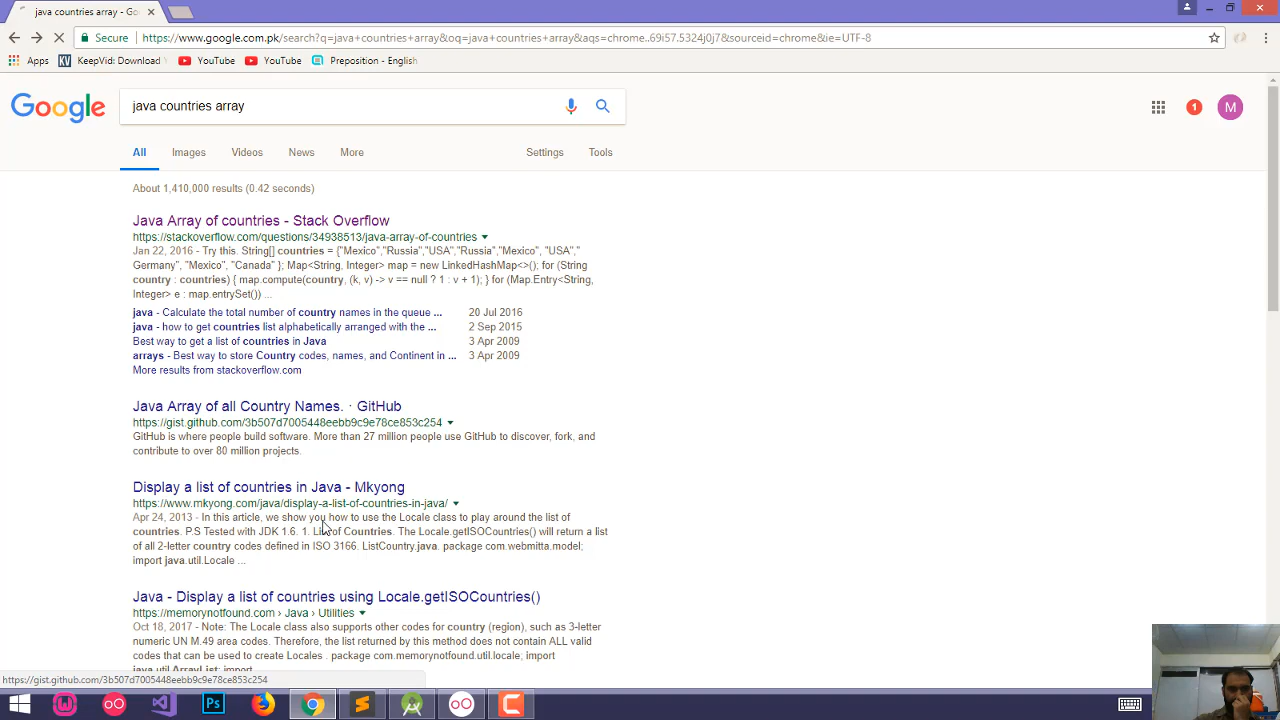 java countries array - Go
Secure https://www.google.com.pk/search?q=java+countries+array&oq=java+countries+array&aqs=chrome..69i57.5324j0j7&sourceid=chrome&ie=UTF-8
Apps KV KeepVid: Download YouTube YouTube Preposition - English
Google java countries array 1 M
All Images Videos News More Settings Tools
About 1,410,000 results (0.42 seconds)
Java Array of countries - Stack Overflow
https://stackoverflow.com/questions/34938513/java-array-of-countries
Jan 22, 2016 - Try this. String[] countries = {"Mexico","Russia","USA","Russia","Mexico", "USA","
Germany", "Mexico", "Canada" }; Map<String, Integer> map = new LinkedHashMap<>(); for (String
country : countries) { map.compute(country, (k, v) -> v == null ? 1 : v + 1); } for (Map.Entry<String,
Integer> e : map.entrySet()) ...
java - Calculate the total number of country names in the queue ... 20 Jul 2016
java - how to get countries list alphabetically arranged with the ... 2 Sep 2015
Best way to get a list of countries in Java 3 Apr 2009
arrays - Best way to store Country codes, names, and Continent in ... 3 Apr 2009
More results from stackoverflow.com
Java Array of all Country Names. · GitHub
https://gist.github.com/3b507d7005448eebb9c9e78ce853c254
GitHub is where people build software. More than 27 million people use GitHub to discover, fork, and
contribute to over 80 million projects.
Display a list of countries in Java - Mkyong
https://www.mkyong.com/java/display-a-list-of-countries-in-java/
Apr 24, 2013 - In this article, we show you how to use the Locale class to play around the list of
countries. P.S Tested with JDK 1.6. 1. List of Countries. The Locale.getISOCountries() will return a list
of all 2-letter country codes defined in ISO 3166. ListCountry.java. package com.webmitta.model;
import java.util.Locale ...
Java - Display a list of countries using Locale.getISOCountries()
https://memorynotfound.com › Java › Utilities
Oct 18, 2017 - Note: The Locale class also supports other codes for country (region), such as 3-letter
numeric UN M.49 area codes. Therefore, the list returned by this method does not contain ALL valid
codes that can be used to create Locales . package com.memorynotfound.util.locale; import
java.util.ArrayList; import
https://gist.github.com/3b507d7005448eebb9c9e78ce853c254
Ps